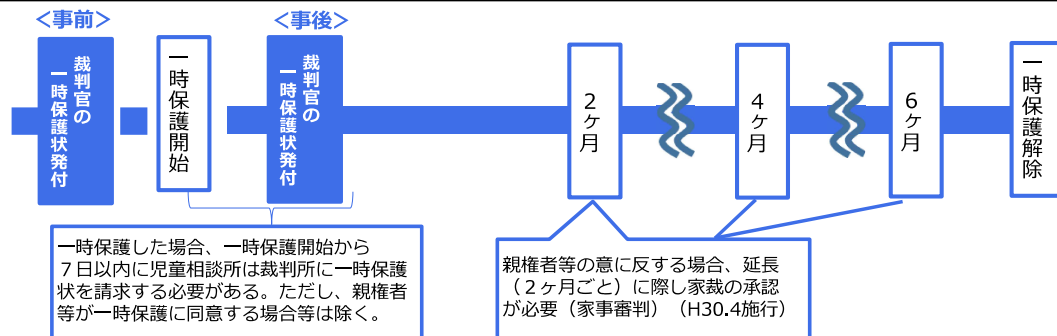 <事前>
<事後>
裁判官の
一時保護状発付
一時保護開始
裁判官の
一時保護状発付
2ヶ月
4ヶ月
6ヶ月
一時保護解除
一時保護した場合、一時保護開始から
7日以内に児童相談所は裁判所に一時保護
状を請求する必要がある。ただし、親権者
等が一時保護に同意する場合等は除く。
親権者等の意に反する場合、延長
(2ヶ月ごと)に際し家裁の承認
が必要(家事審判)(H30.4施行)